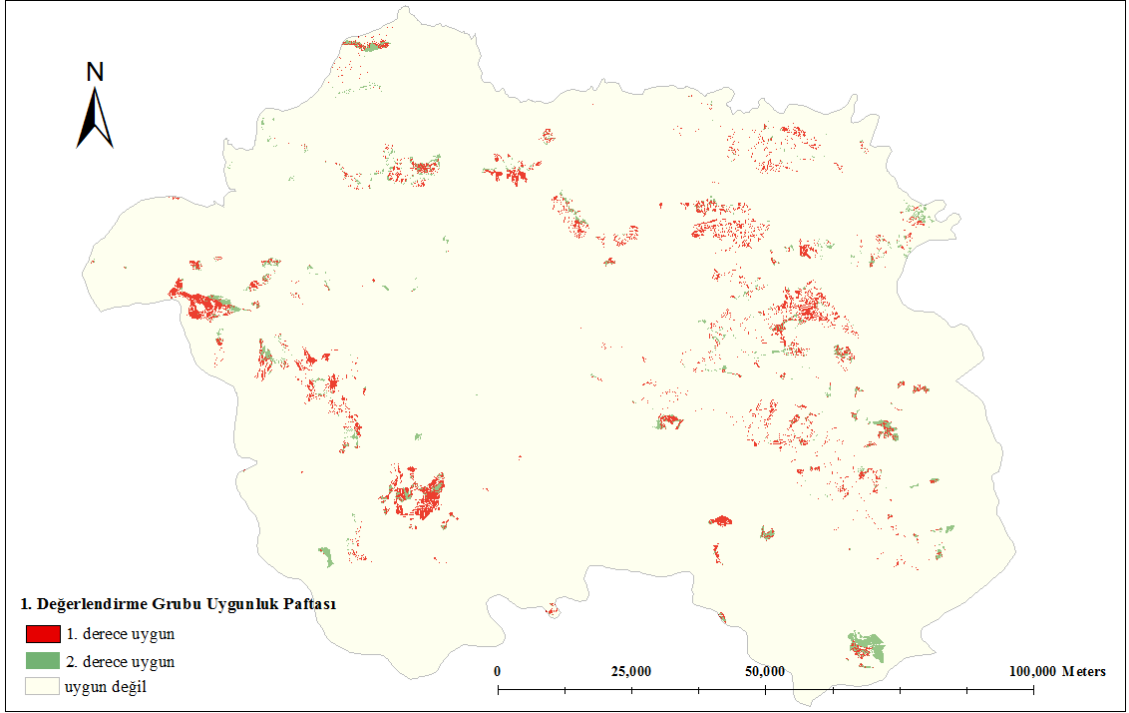 N
1. Değerlendirme Grubu Uygunluk Paftası
1. derece uygun
2. derece uygun
uygun değil
0 25,000 50,000 100,000 Meters